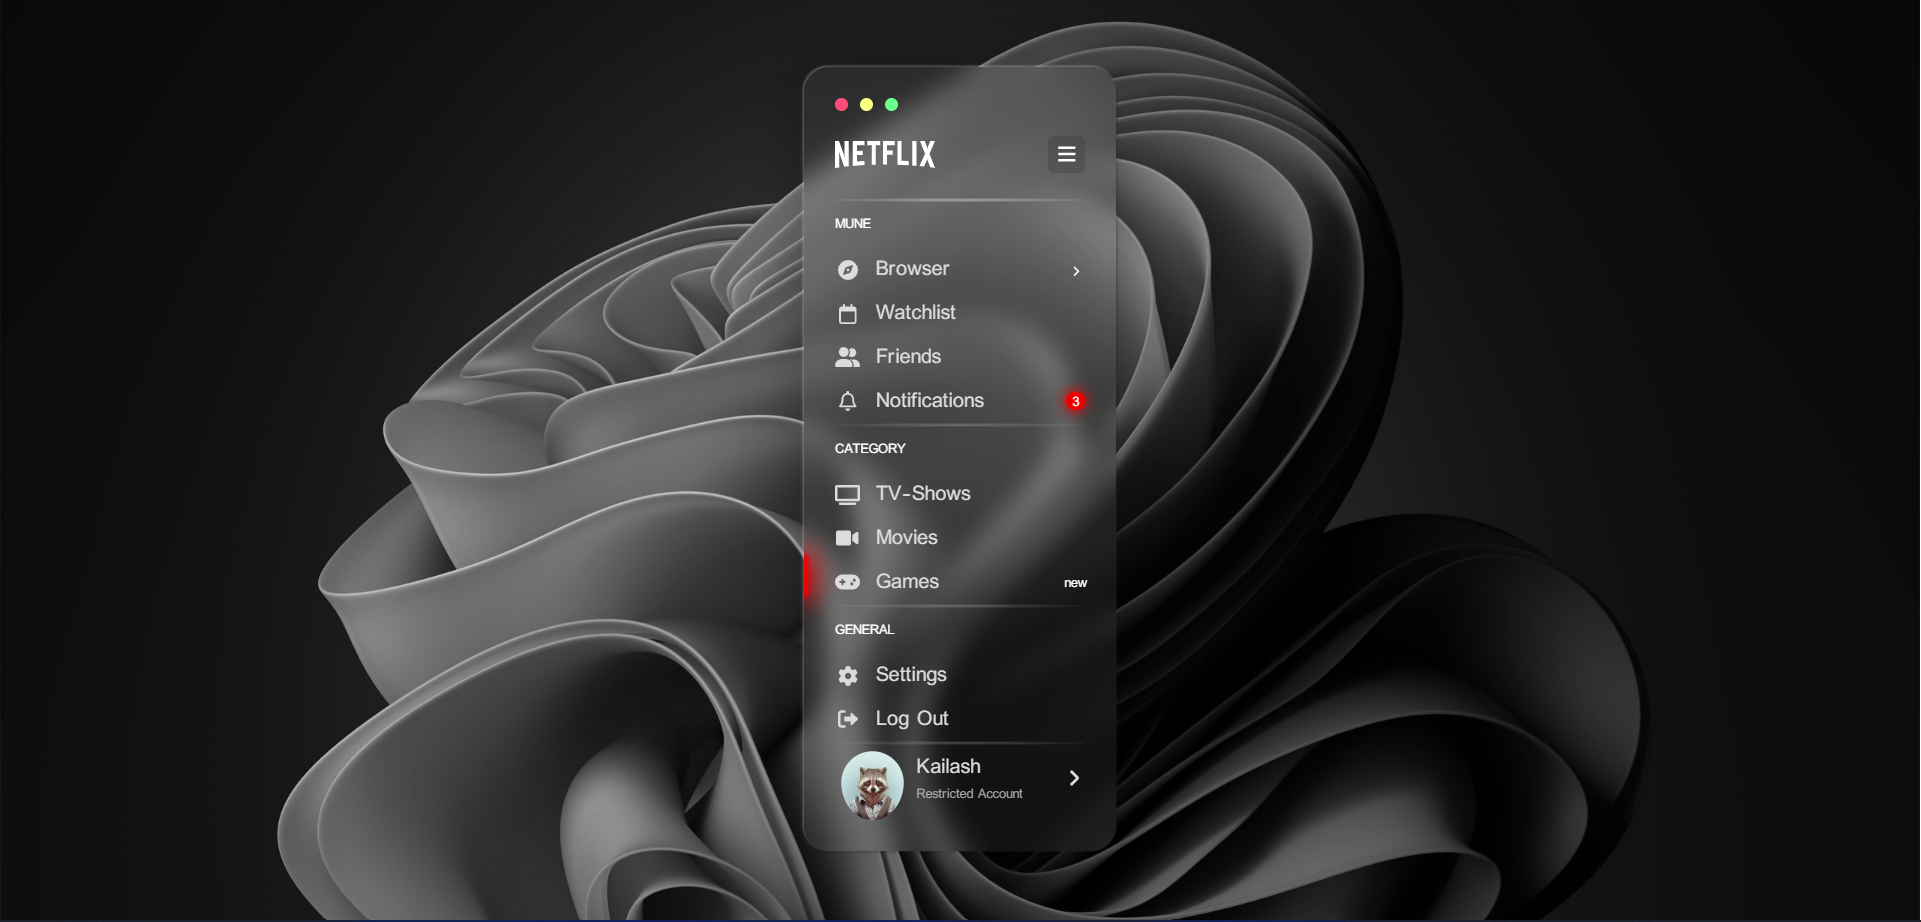 NETFLIX
MUNE
Browser
Watchlist
Friends
Notifications 3
CATEGORY
TV-Shows
Movies
Games new
GENERAL
Settings
Log Out
Kailash
Restricted Account